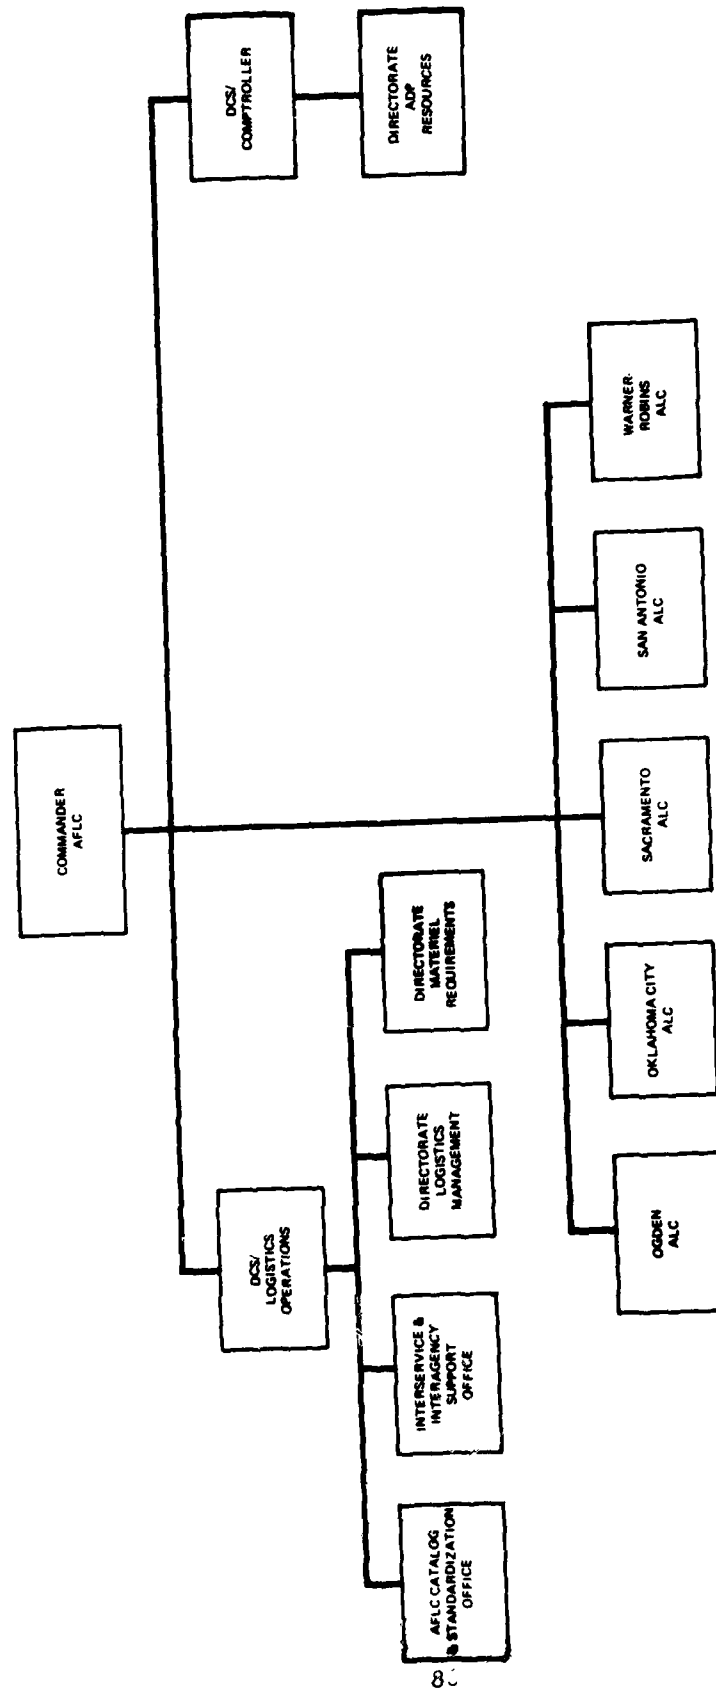 COMMANDER
AFLC
DCS/
LOGISTICS
OPERATIONS
DCS/
COMPTROLLER
AFLC CATALOG
& STANDARDIZATION
OFFICE
INTERSERVICE &
INTERAGENCY
SUPPORT
OFFICE
DIRECTORATE
LOGISTICS
MANAGEMENT
DIRECTORATE
MATERIEL
REQUIREMENTS
DIRECTORATE
ADP
RESOURCES
OGDEN
ALC
OKLAHOMA CITY
ALC
SACRAMENTO
ALC
SAN ANTONIO
ALC
WARNER-
ROBINS
ALC